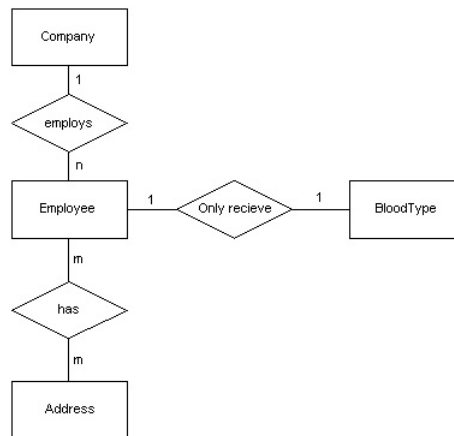 Company
1
employs
n
Employee
1
Only recieve
1
BloodType
m
has
m
Address